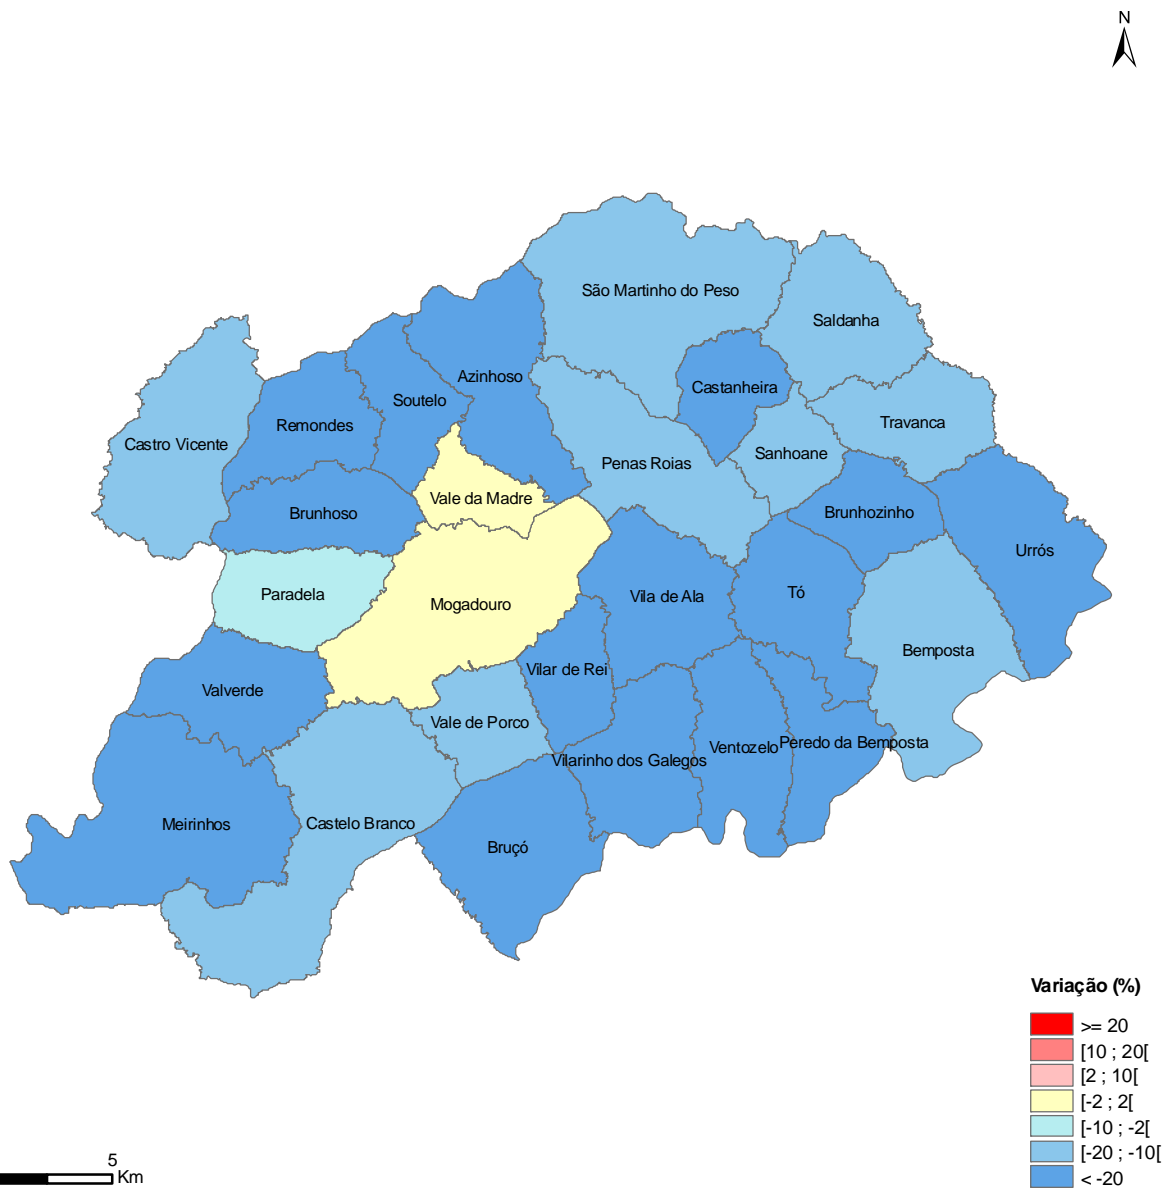 N
São Martinho do Peso
Saldanha
Azinhoso
Castanheira
Soutelo
Travanca
Remondes
Castro Vicente
Sanhoane
Penas Roias
Vale da Madre
Brunhoso
Brunhozinho
Urrós
Paradela
Tó
Vila de Ala
Mogadouro
Bemposta
Vilar de Rei
Valverde
Vale de Porco
Peredo da Bemposta
Ventozelo
Vilarinho dos Galegos
Meirinhos
Castelo Branco
Bruçó
Variação (%)
>= 20
[10 ; 20[
[2 ; 10[
[-2 ; 2[
[-10 ; -2[
[-20 ; -10[
< -20
5
Km